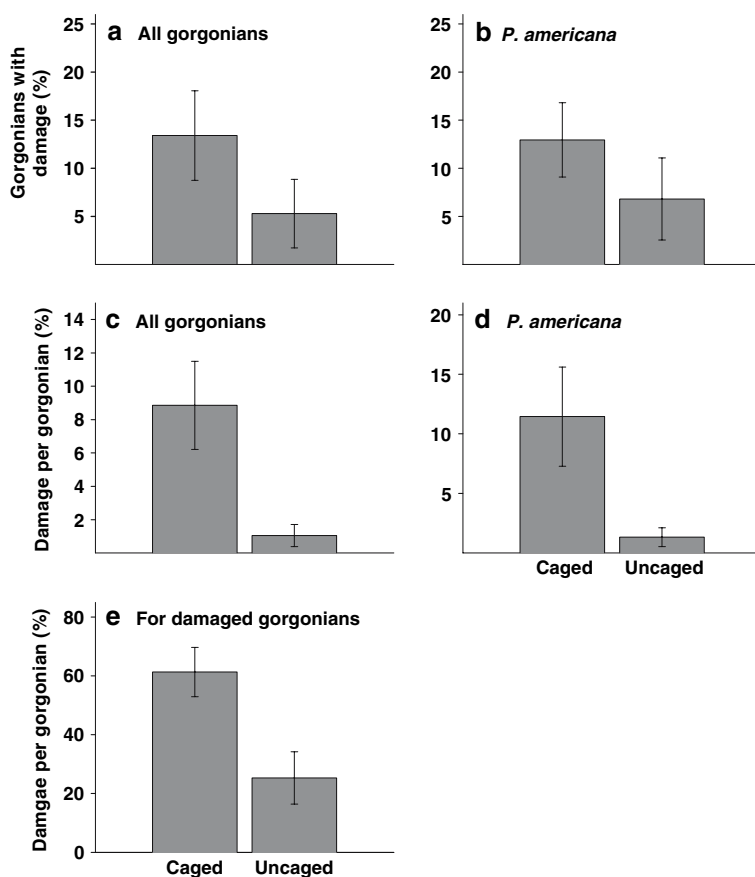 a All gorgonians
Gorgonians with
damage (%)
25
20
15
10
5
b P. americana
25
20
15
10
5
c All gorgonians
Damage per gorgonian (%)
14
12
10
8
6
4
2
d P. americana
20
15
10
5
Caged Uncaged
e For damaged gorgonians
Damgae per gorgonian (%)
80
60
40
20
0
Caged Uncaged